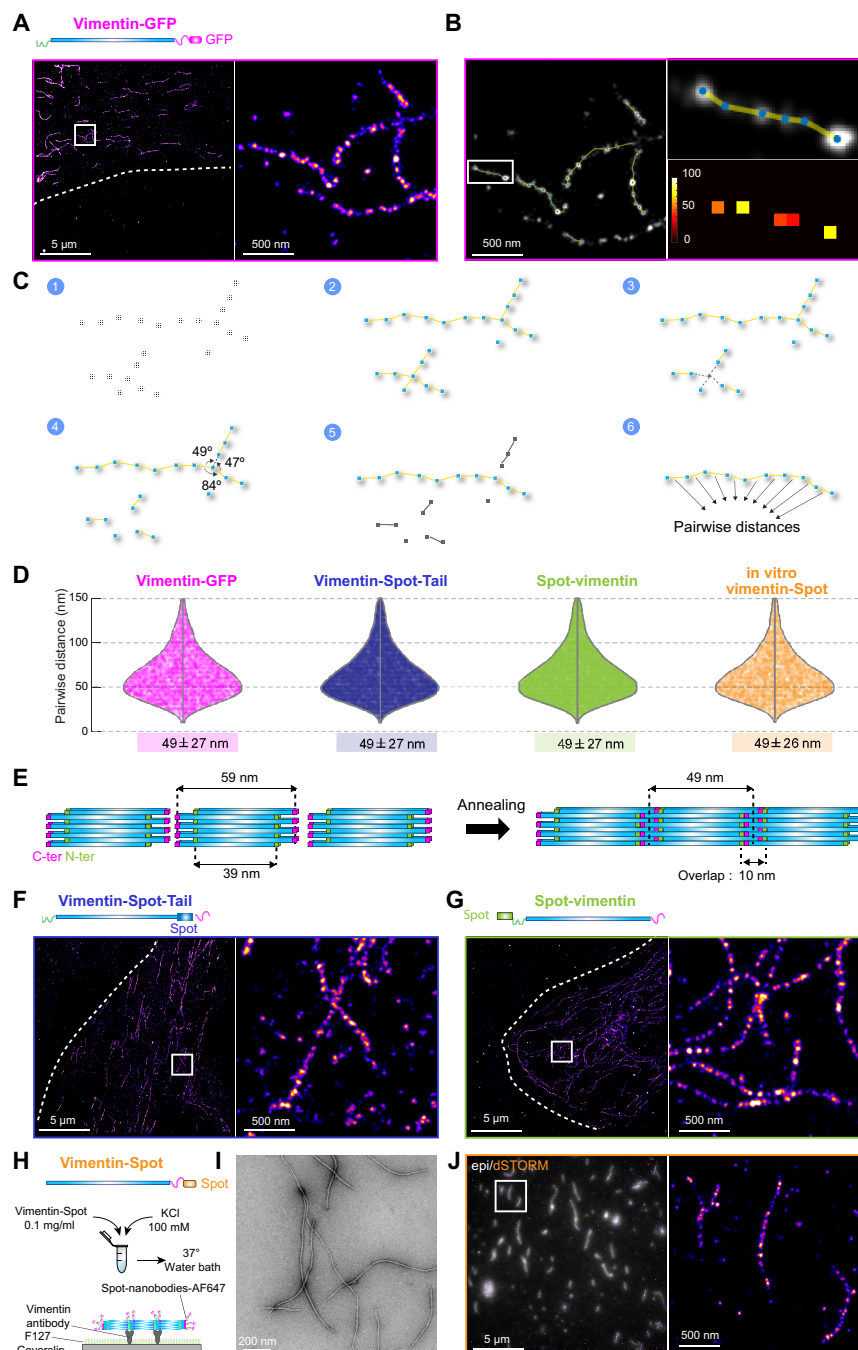 A
Vimentin-GFP
GFP
5 µm
500 nm
B
500 nm
100
50
0
C
1
2
3
4
49º
47º
84º
5
6
Pairwise distances
D
Vimentin-GFP
Vimentin-Spot-Tail
Spot-vimentin
in vitro
vimentin-Spot
Pairwise distance (nm)
150
100
50
0
49± 27 nm
49± 27 nm
49± 27 nm
49± 26 nm
E
59 nm
C-ter N-ter
39 nm
Annealing
49 nm
Overlap : 10 nm
F
Vimentin-Spot-Tail
Spot
5 µm
500 nm
G
Spot-vimentin
Spot
5 µm
500 nm
H
Vimentin-Spot
Spot
Vimentin-Spot
0.1 mg/ml
KCl
100 mM
37°
Water bath
Spot-nanobodies-AF647
Vimentin
antibody
F127
I
200 nm
J
epi/dSTORM
5 µm
500 nm